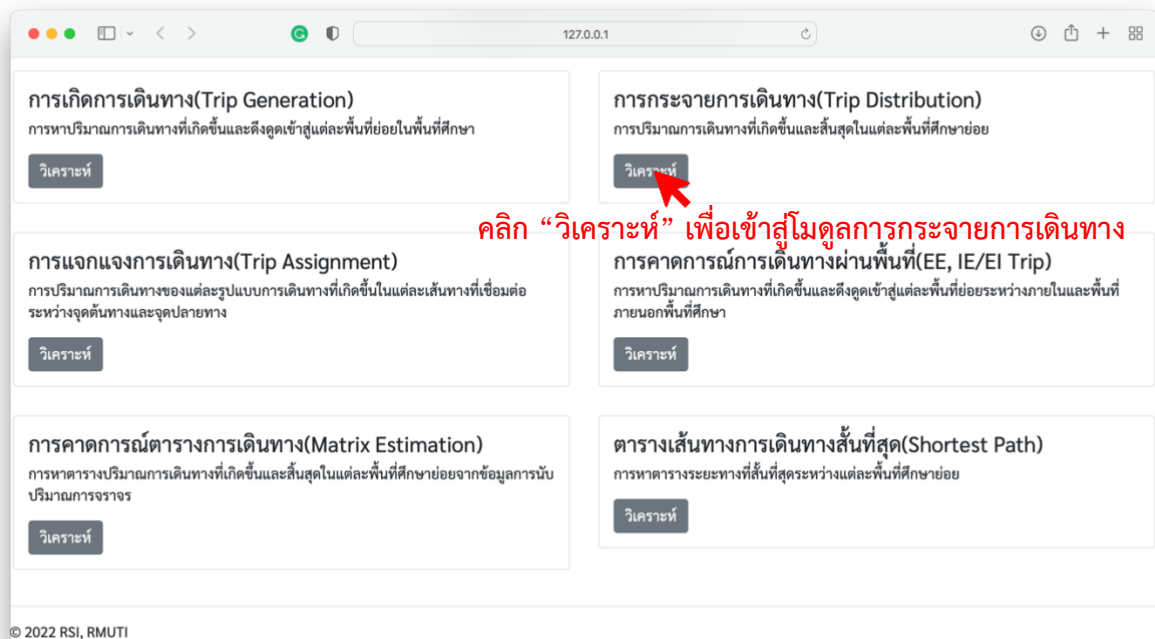 127.0.0.1
การเกิดการเดินทาง(Trip Generation)
การหาปริมาณการเดินทางที่เกิดขึ้นและดึงดูดเข้าสู่แต่ละพื้นที่ย่อยในพื้นที่ศึกษา
วิเคราะห์
การกระจายการเดินทาง(Trip Distribution)
การปริมาณการเดินทางที่เกิดขึ้นและสิ้นสุดในแต่ละพื้นที่ศึกษาย่อย
วิเคราะห์
คลิก “วิเคราะห์” เพื่อเข้าสู่โมดูลการกระจายการเดินทาง
การแจกแจงการเดินทาง(Trip Assignment)
การปริมาณการเดินทางของแต่ละรูปแบบการเดินทางที่เกิดขึ้นในแต่ละเส้นทางที่เชื่อมต่อ
ระหว่างจุดต้นทางและจุดปลายทาง
วิเคราะห์
การคาดการณ์การเดินทางผ่านพื้นที่(EE, IE/EI Trip)
การหาปริมาณการเดินทางที่เกิดขึ้นและดึงดูดเข้าสู่แต่ละพื้นที่ย่อยระหว่างภายในและพื้นที่
ภายนอกพื้นที่ศึกษา
วิเคราะห์
การคาดการณ์ตารางการเดินทาง(Matrix Estimation)
การหาตารางปริมาณการเดินทางที่เกิดขึ้นและสิ้นสุดในแต่ละพื้นที่ศึกษาย่อยจากข้อมูลการนับ
ปริมาณการจราจร
วิเคราะห์
ตารางเส้นทางการเดินทางสั้นที่สุด(Shortest Path)
การหาตารางระยะทางที่สั้นที่สุดระหว่างแต่ละพื้นที่ศึกษาย่อย
วิเคราะห์
© 2022 RSI, RMUTI